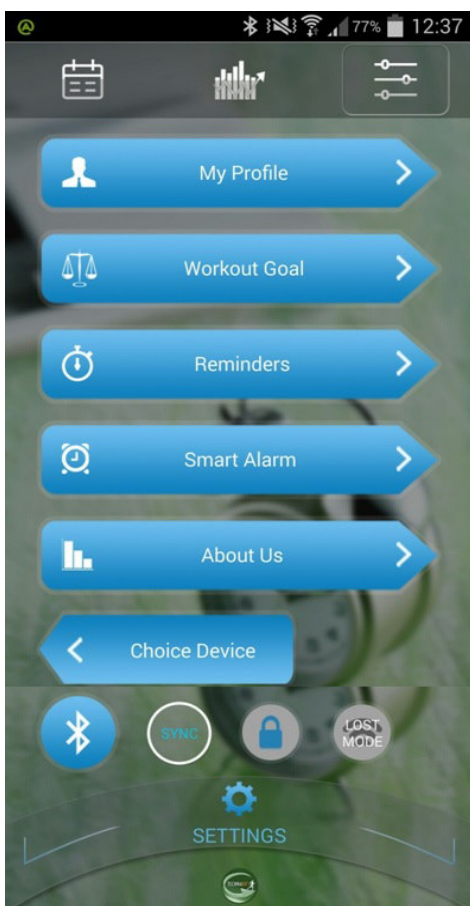 77% 12:37
My Profile
Workout Goal
Reminders
Smart Alarm
About Us
Choice Device
SYNC
LOST
MODE
SETTINGS